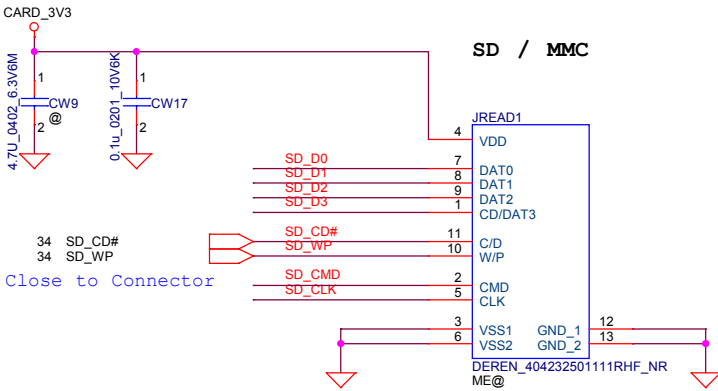 CARD_3V3
SD / MMC
1
CW9
@
2
4.7U_0402_6.3V6M
1
CW17
2
0.1u_0201_10V6K
JREAD1
4 VDD
SD_D0 7 DAT0
SD_D1 8 DAT1
SD_D2 9 DAT2
SD_D3 1 CD/DAT3
34 SD_CD# SD_CD# 11 C/D
34 SD_WP SD_WP 10 W/P
Close to Connector
SD_CMD 2 CMD
SD_CLK 5 CLK
3 VSS1 GND_1 12
6 VSS2 GND_2 13
DEREN_404232501111RHF_NR
ME@